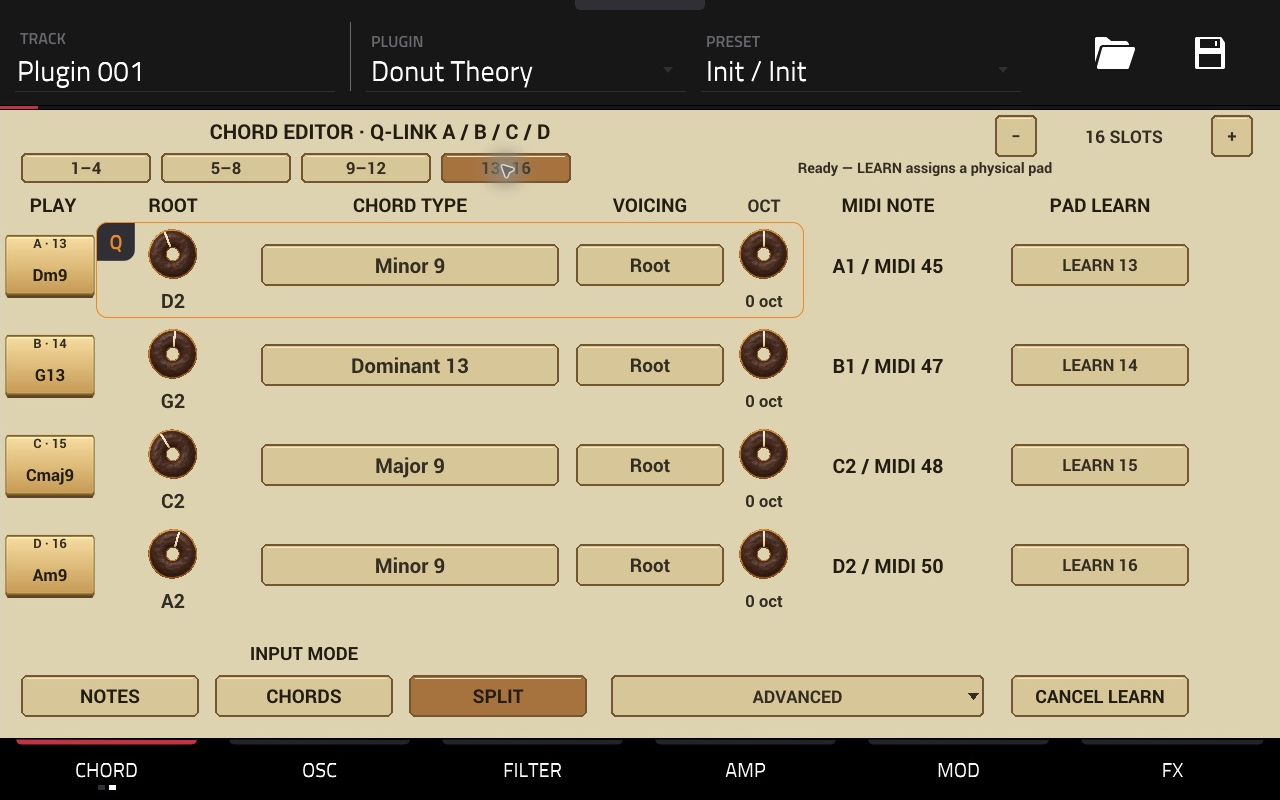 TRACK
Plugin 001
PLUGIN
Donut Theory
PRESET
Init / Init
CHORD EDITOR · Q-LINK A / B / C / D
-
16 SLOTS
+
1–4
5–8
9–12
13–16
Ready — LEARN assigns a physical pad
PLAY
ROOT
CHORD TYPE
VOICING
OCT
MIDI NOTE
PAD LEARN
A · 13
Dm9
Q
D2
Minor 9
Root
0 oct
A1 / MIDI 45
LEARN 13
B · 14
G13
G2
Dominant 13
Root
0 oct
B1 / MIDI 47
LEARN 14
C · 15
Cmaj9
C2
Major 9
Root
0 oct
C2 / MIDI 48
LEARN 15
D · 16
Am9
A2
Minor 9
Root
0 oct
D2 / MIDI 50
LEARN 16
INPUT MODE
NOTES
CHORDS
SPLIT
ADVANCED
CANCEL LEARN
CHORD
OSC
FILTER
AMP
MOD
FX